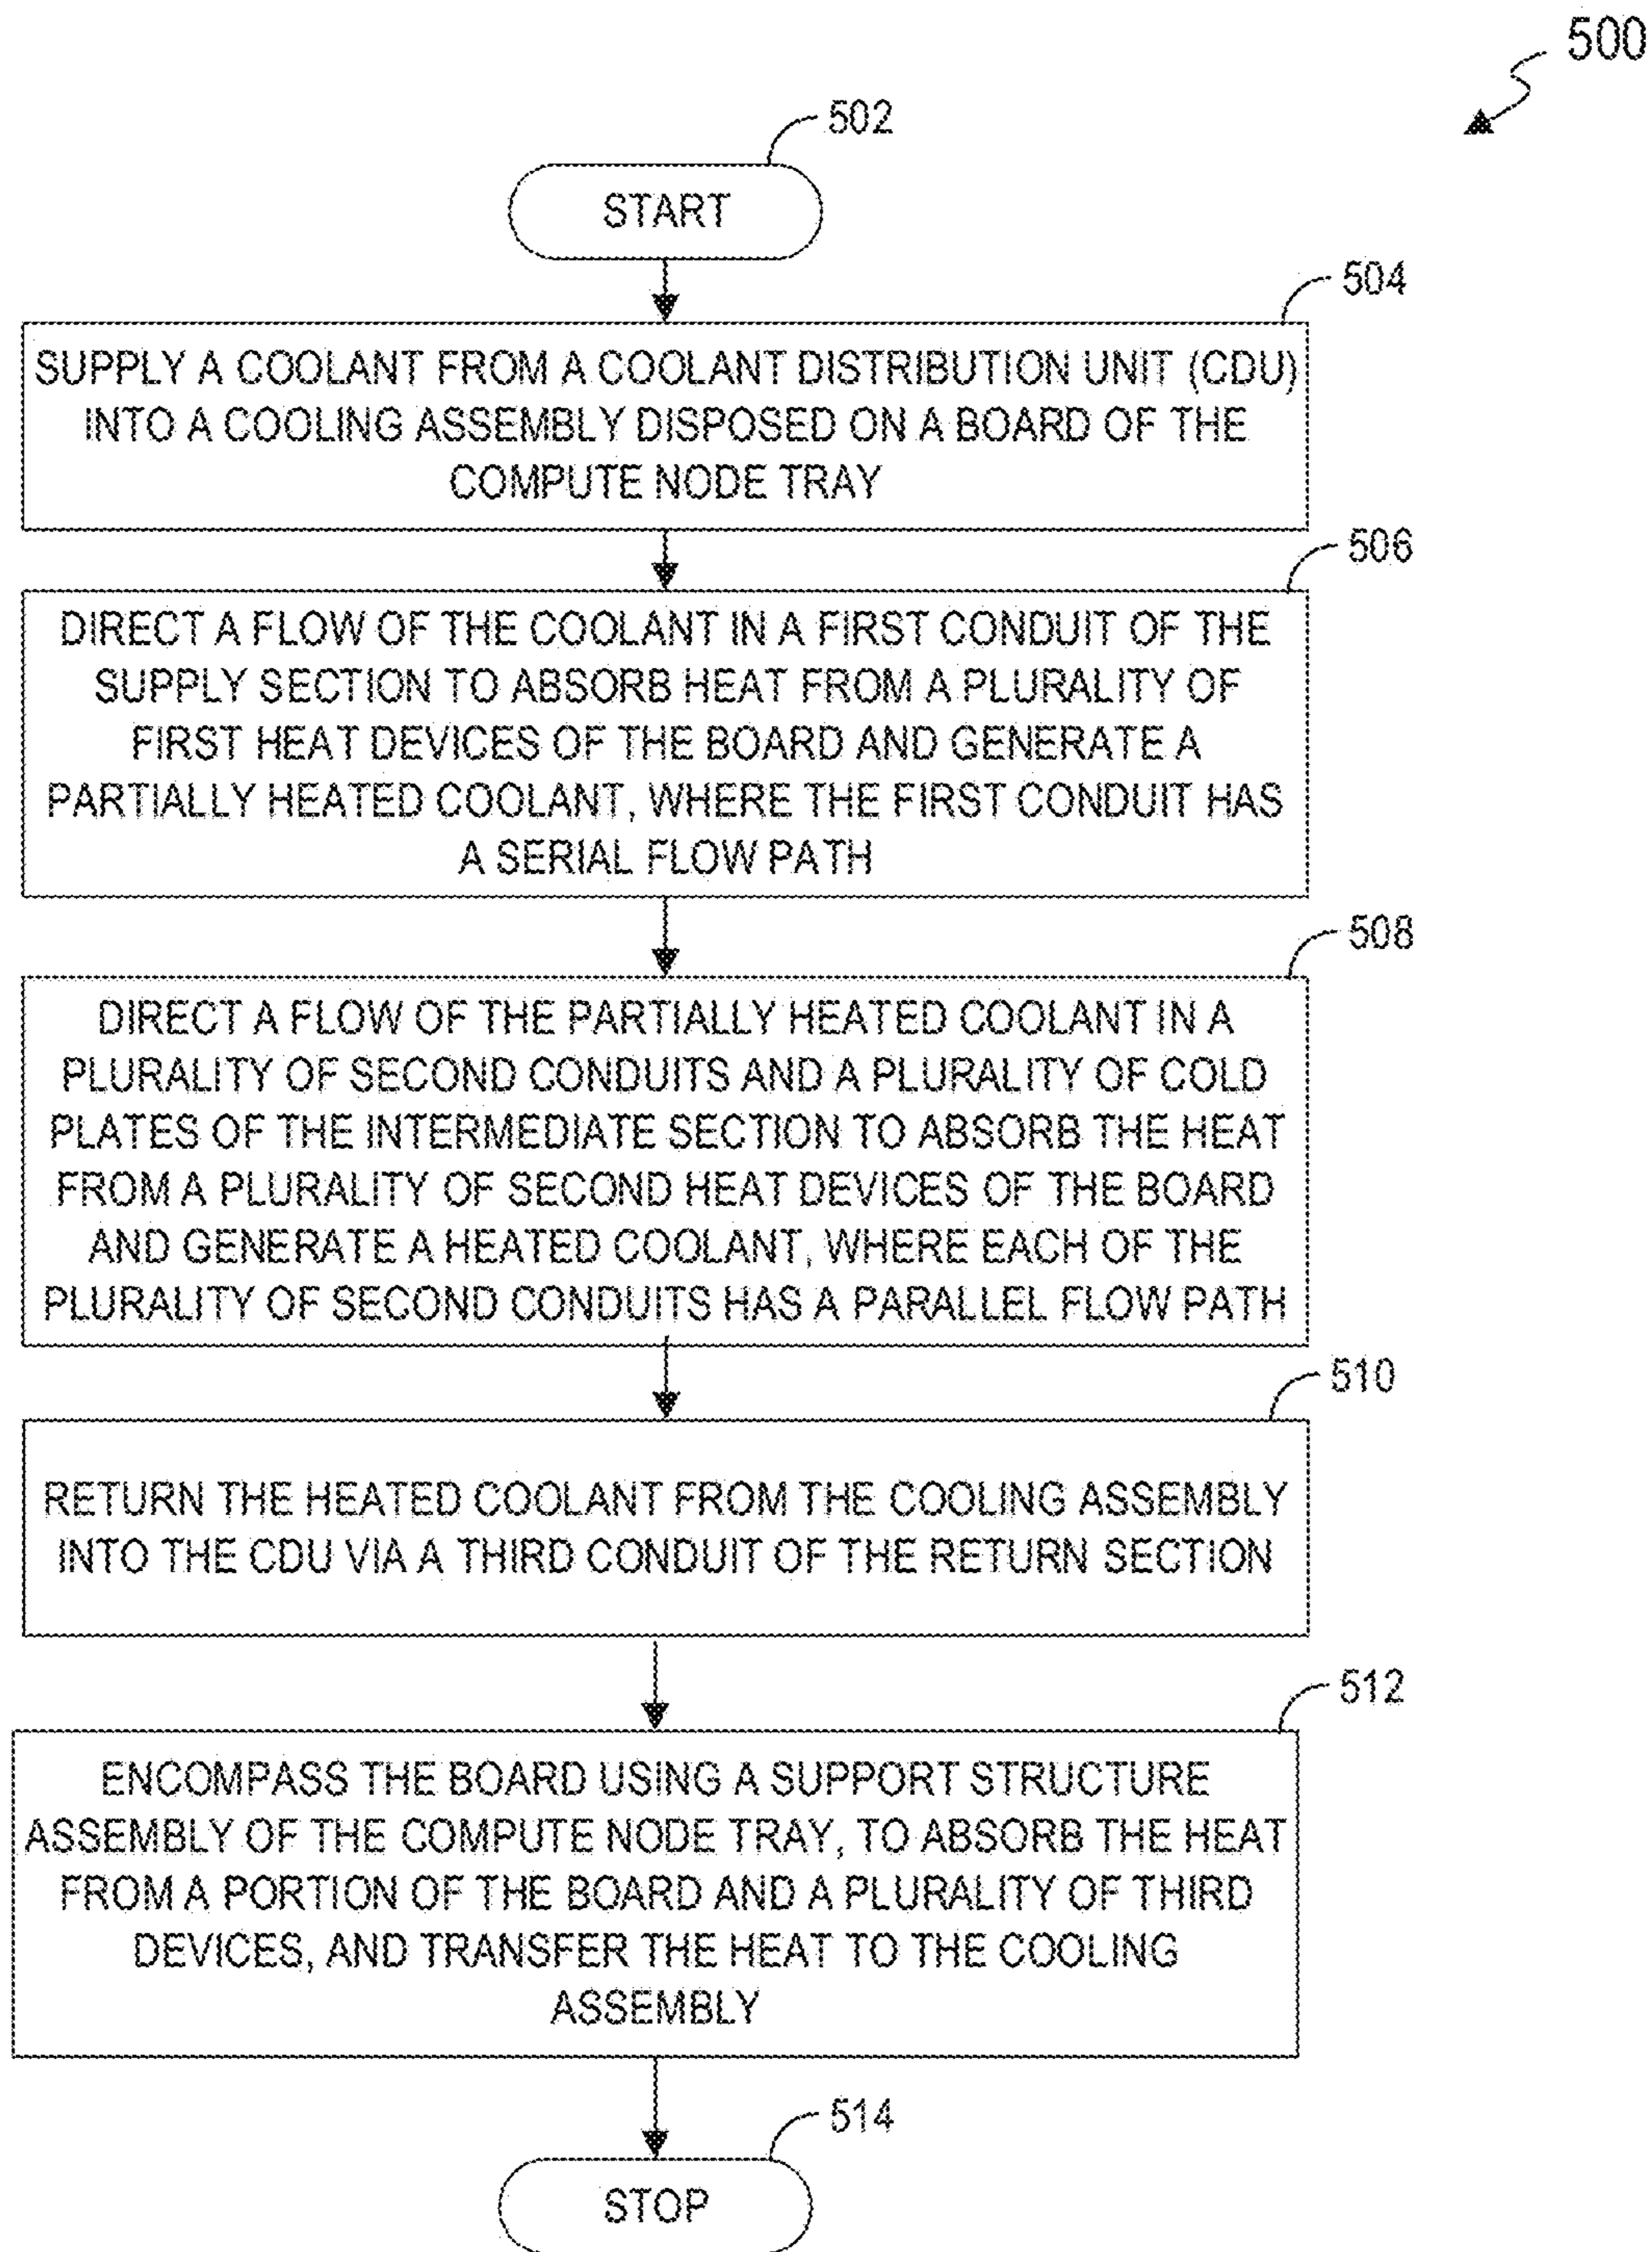 500
502
START
504
SUPPLY A COOLANT FROM A COOLANT DISTRIBUTION UNIT (CDU)
INTO A COOLING ASSEMBLY DISPOSED ON A BOARD OF THE
COMPUTE NODE TRAY
506
DIRECT A FLOW OF THE COOLANT IN A FIRST CONDUIT OF THE
SUPPLY SECTION TO ABSORB HEAT FROM A PLURALITY OF
FIRST HEAT DEVICES OF THE BOARD AND GENERATE A
PARTIALLY HEATED COOLANT, WHERE THE FIRST CONDUIT HAS
A SERIAL FLOW PATH
508
DIRECT A FLOW OF THE PARTIALLY HEATED COOLANT IN A
PLURALITY OF SECOND CONDUITS AND A PLURALITY OF COLD
PLATES OF THE INTERMEDIATE SECTION TO ABSORB THE HEAT
FROM A PLURALITY OF SECOND HEAT DEVICES OF THE BOARD
AND GENERATE A HEATED COOLANT, WHERE EACH OF THE
PLURALITY OF SECOND CONDUITS HAS A PARALLEL FLOW PATH
510
RETURN THE HEATED COOLANT FROM THE COOLING ASSEMBLY
INTO THE CDU VIA A THIRD CONDUIT OF THE RETURN SECTION
512
ENCOMPASS THE BOARD USING A SUPPORT STRUCTURE
ASSEMBLY OF THE COMPUTE NODE TRAY, TO ABSORB THE HEAT
FROM A PORTION OF THE BOARD AND A PLURALITY OF THIRD
DEVICES, AND TRANSFER THE HEAT TO THE COOLING
ASSEMBLY
514
STOP